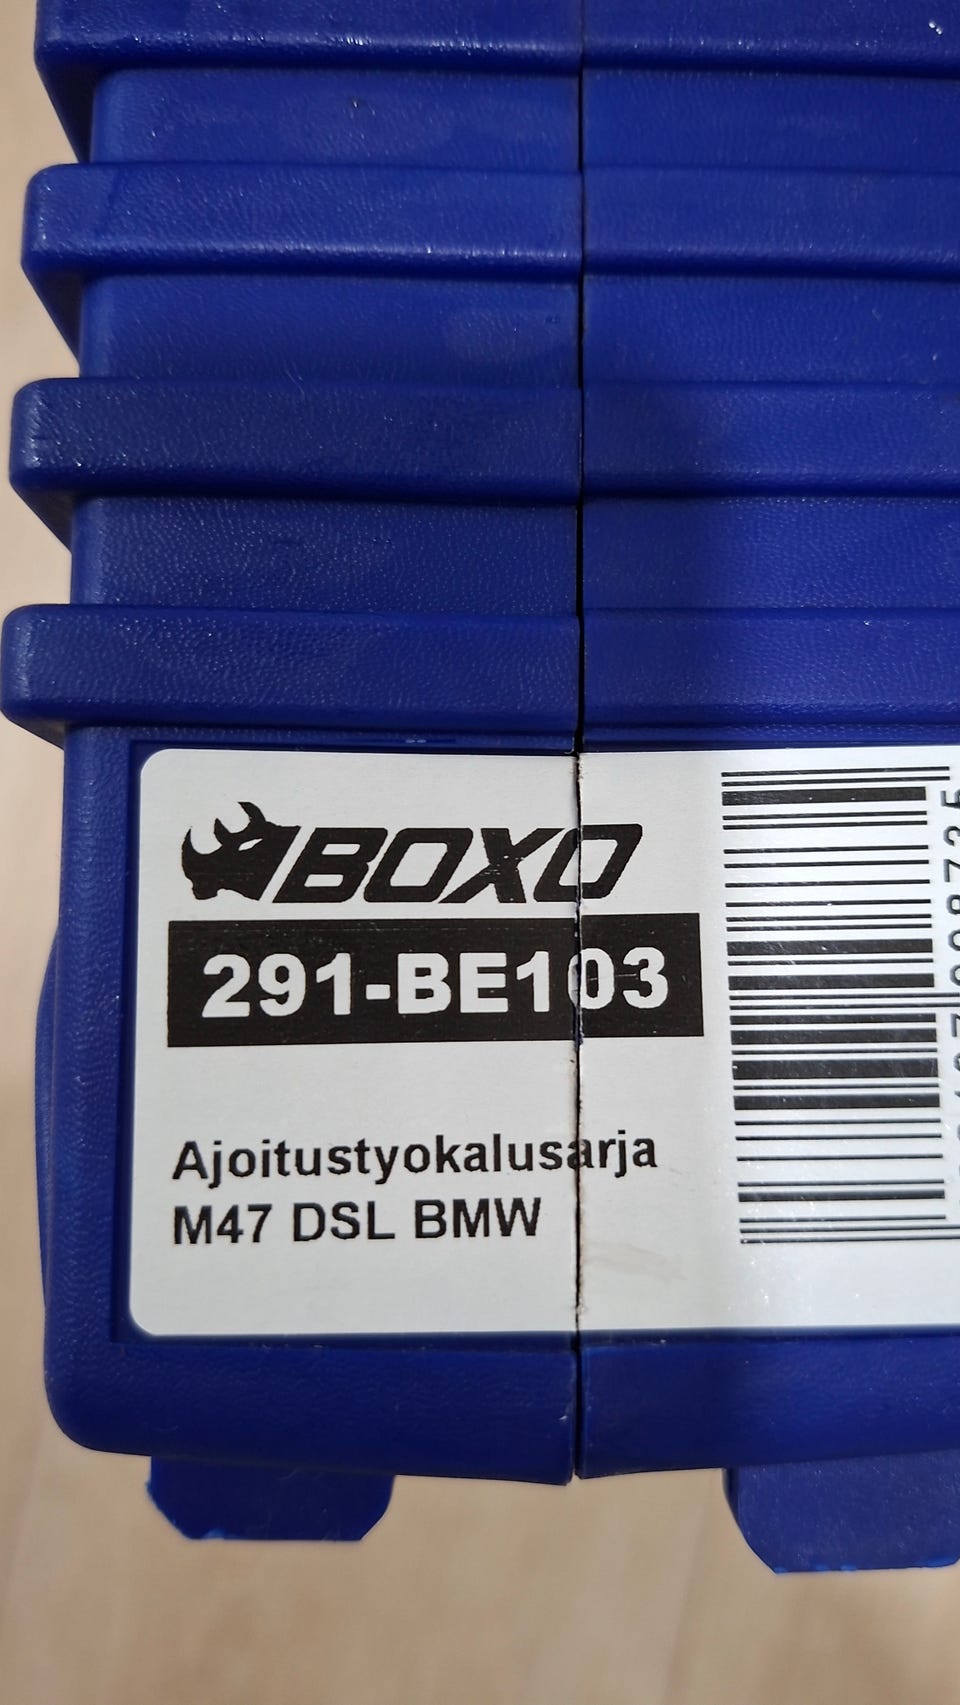 BOXO
291-BE103
Ajoitustyokalusarja
M47 DSL BMW